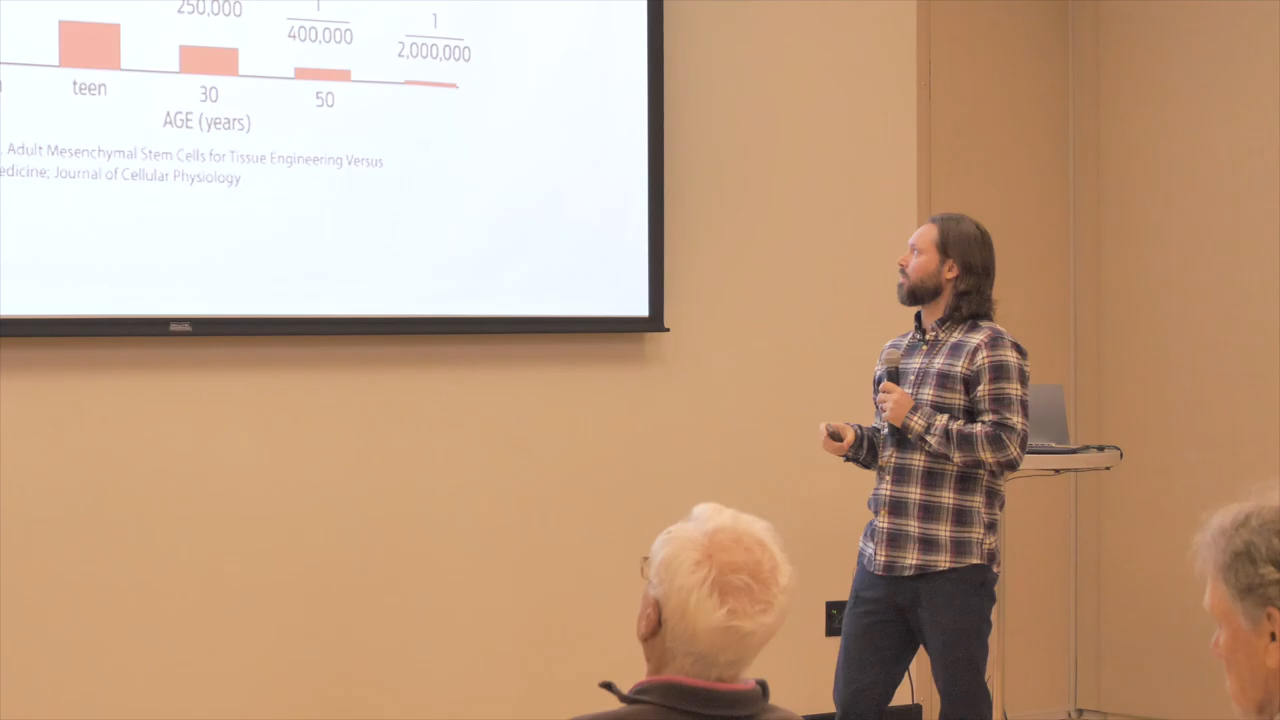 250,000
1
400,000
1
2,000,000
teen
30
50
AGE (years)
. Adult Mesenchymal Stem Cells for Tissue Engineering Versus
edicine; Journal of Cellular Physiology